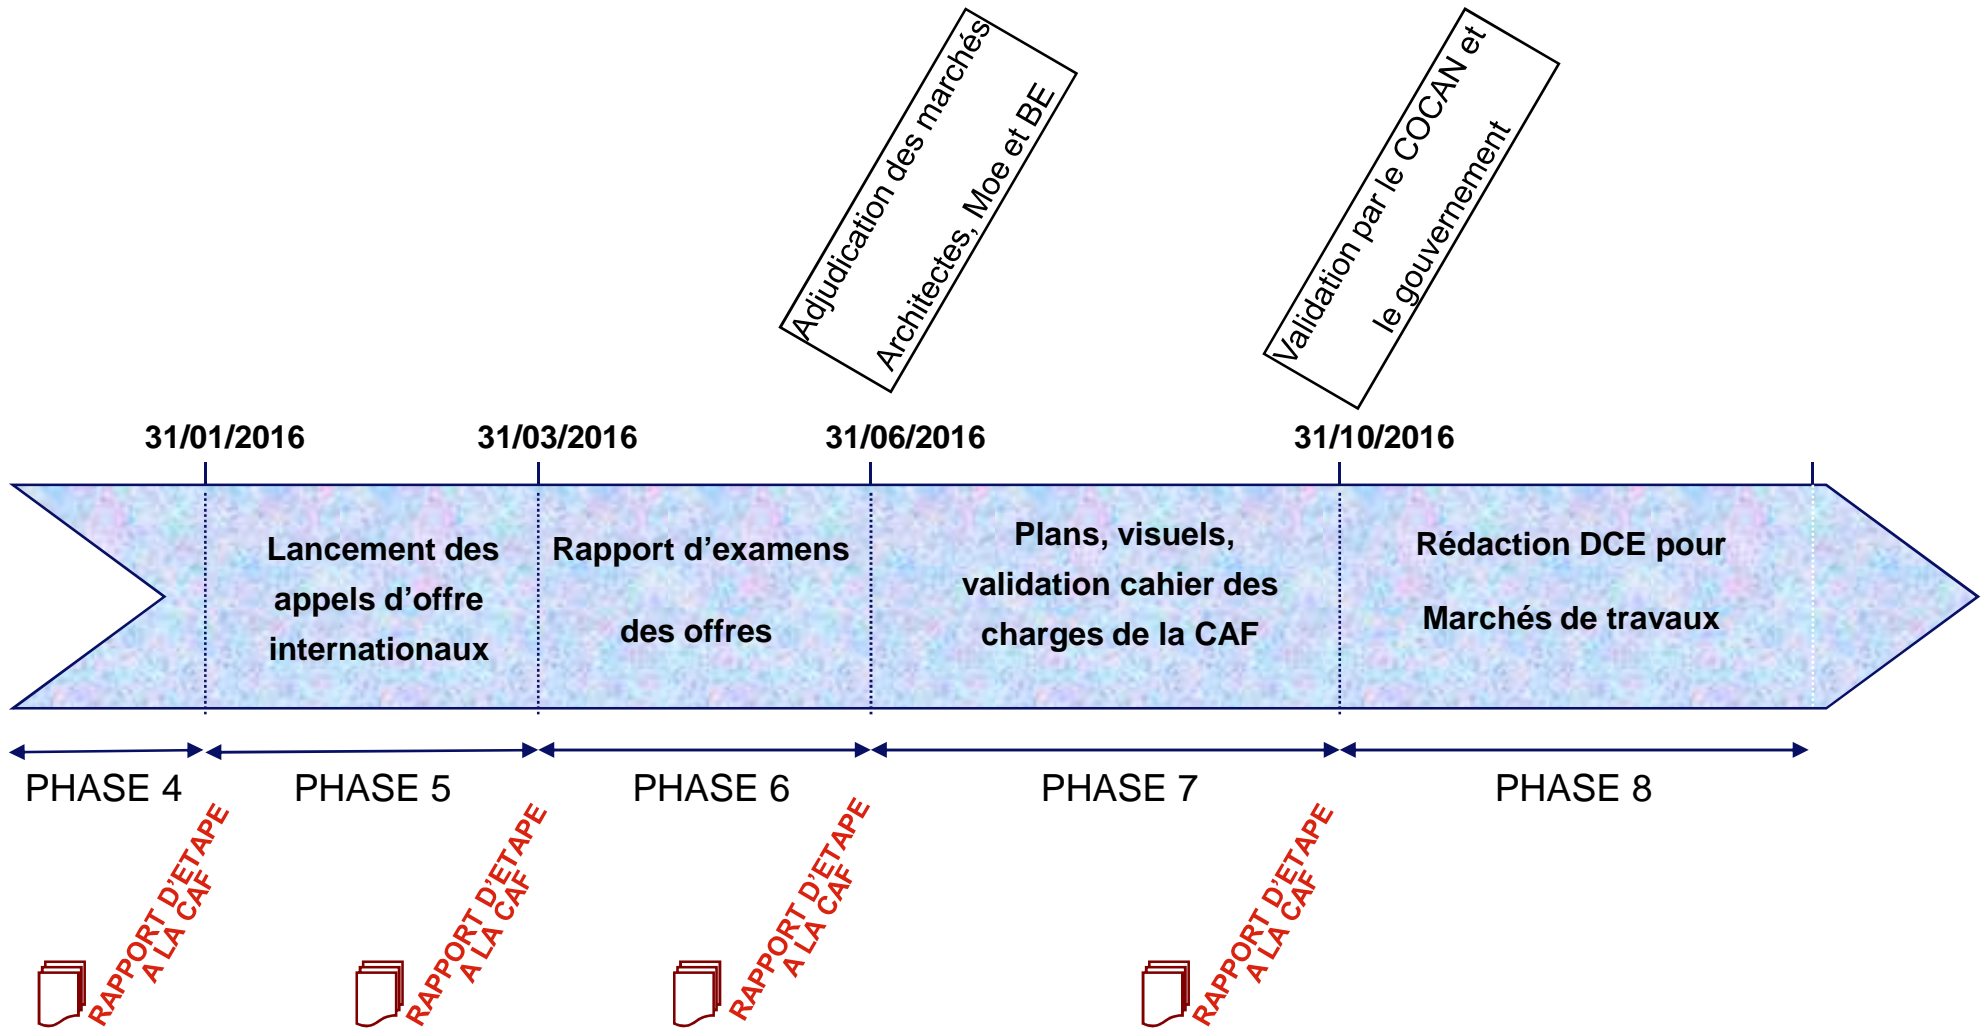 Adjudication des marchés
Architectes, Moe et BE
Validation par le COCAN et
le gouvernement
31/01/2016
31/03/2016
31/06/2016
31/10/2016
Lancement des
appels d’offre
internationaux
Rapport d’examens
des offres
Plans, visuels,
validation cahier des
charges de la CAF
Rédaction DCE pour
Marchés de travaux
PHASE 4
PHASE 5
PHASE 6
PHASE 7
PHASE 8
RAPPORT D’ETAPE
A LA CAF
RAPPORT D’ETAPE
A LA CAF
RAPPORT D’ETAPE
A LA CAF
RAPPORT D’ETAPE
A LA CAF